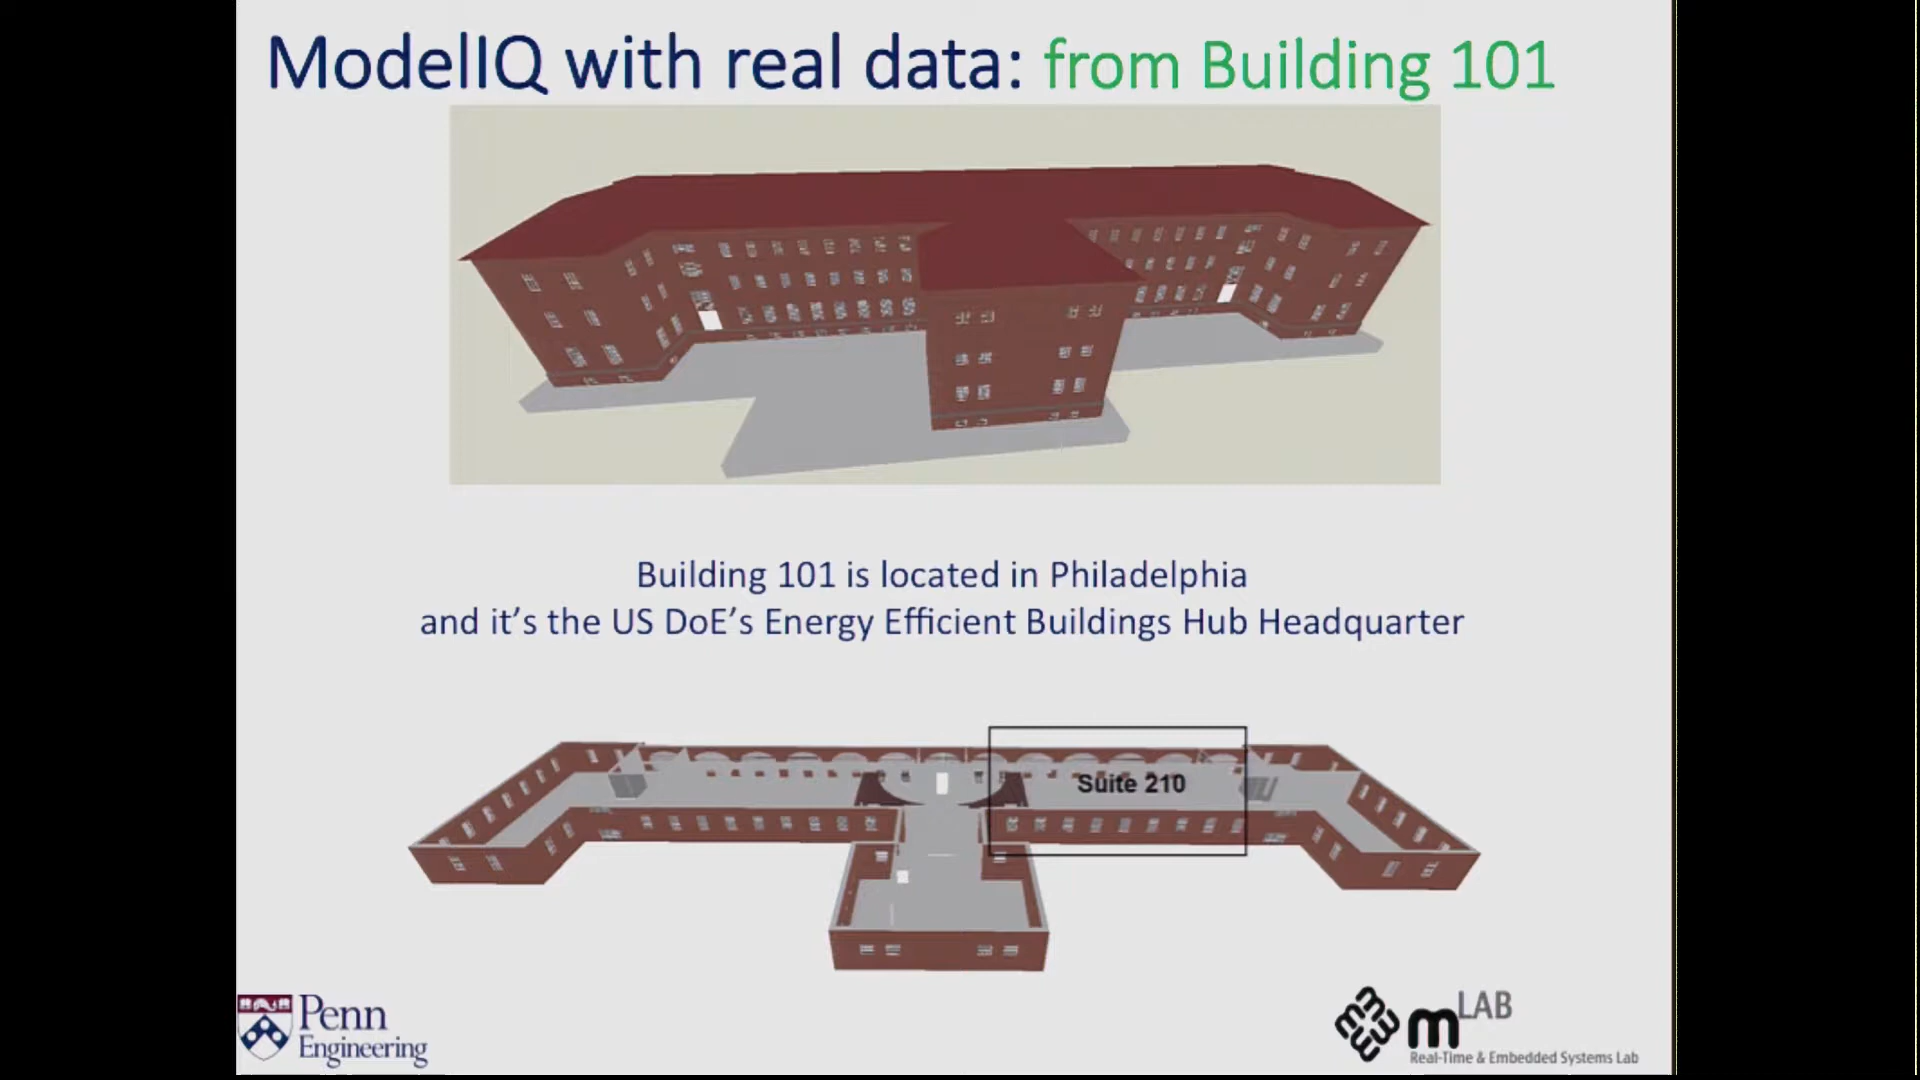 ModelIQ with real data: from Building 101
Building 101 is located in Philadelphia
and it's the US DoE's Energy Efficient Buildings Hub Headquarter
Suite 210
Penn
Engineering
mLAB
Real-Time & Embedded Systems Lab